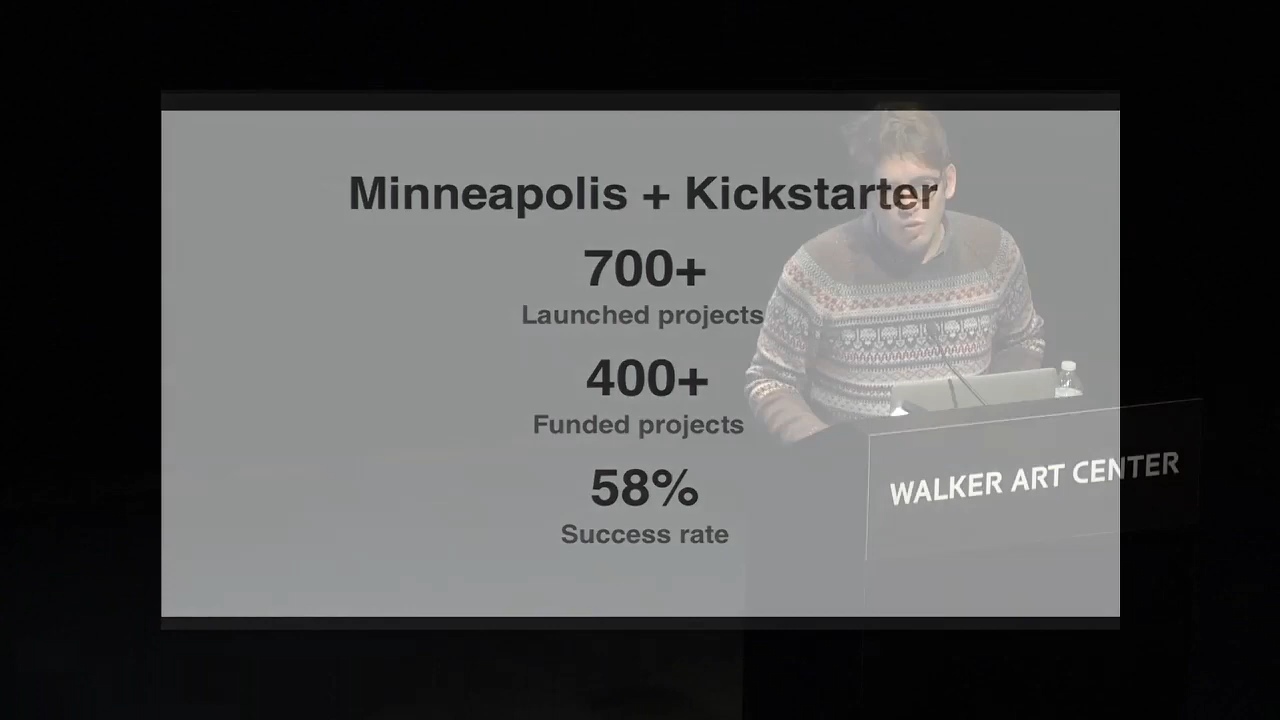 Minneapolis + Kickstarter
700+
Launched projects
400+
Funded projects
58%
Success rate
WALKER ART CENTER